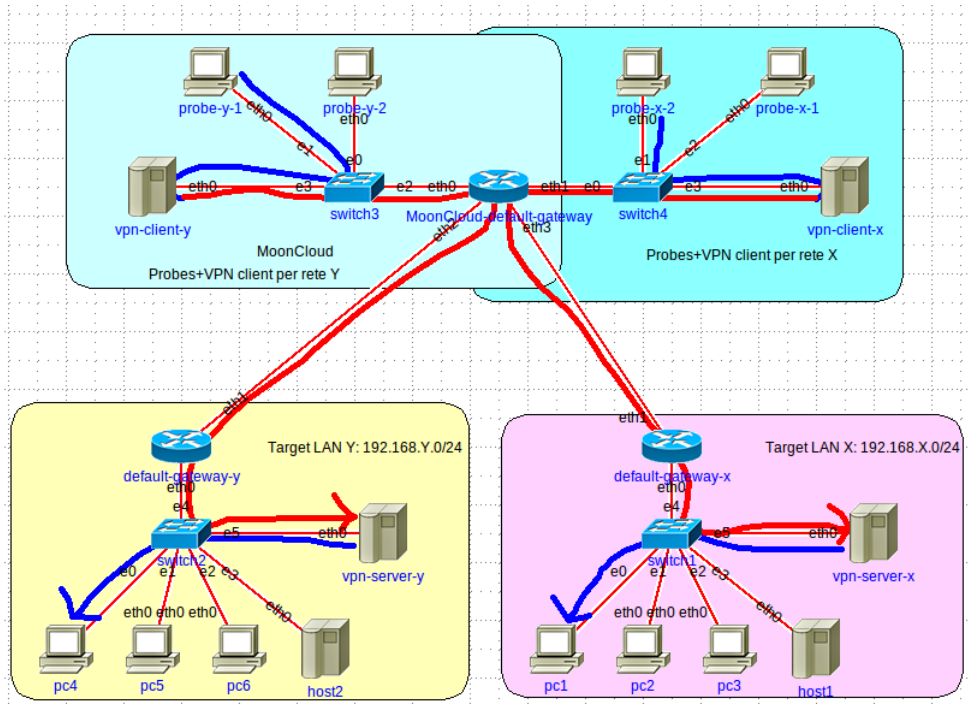 probe-y-1
probe-y-2
probe-x-2
probe-x-1
eth0
eth0
eth0
eth0
e1
e0
e1
e2
eth0
e3
e2
eth0
eth1
e0
e3
eth0
switch3
MoonCloud-default-gateway
switch4
vpn-client-y
vpn-client-x
eth2
eth3
MoonCloud
Probes+VPN client per rete Y
Probes+VPN client per rete X
eth1
eth1
Target LAN Y: 192.168.Y.0/24
Target LAN X: 192.168.X.0/24
default-gateway-y
default-gateway-x
eth0
eth0
e4
e4
e5
eth0
e5
eth0
switch2
switch1
vpn-server-y
vpn-server-x
e0
e1
e2
e3
e0
e1
e2
e3
eth0
eth0
eth0
eth0
eth0
eth0
eth0
eth0
pc4
pc5
pc6
host2
pc1
pc2
pc3
host1